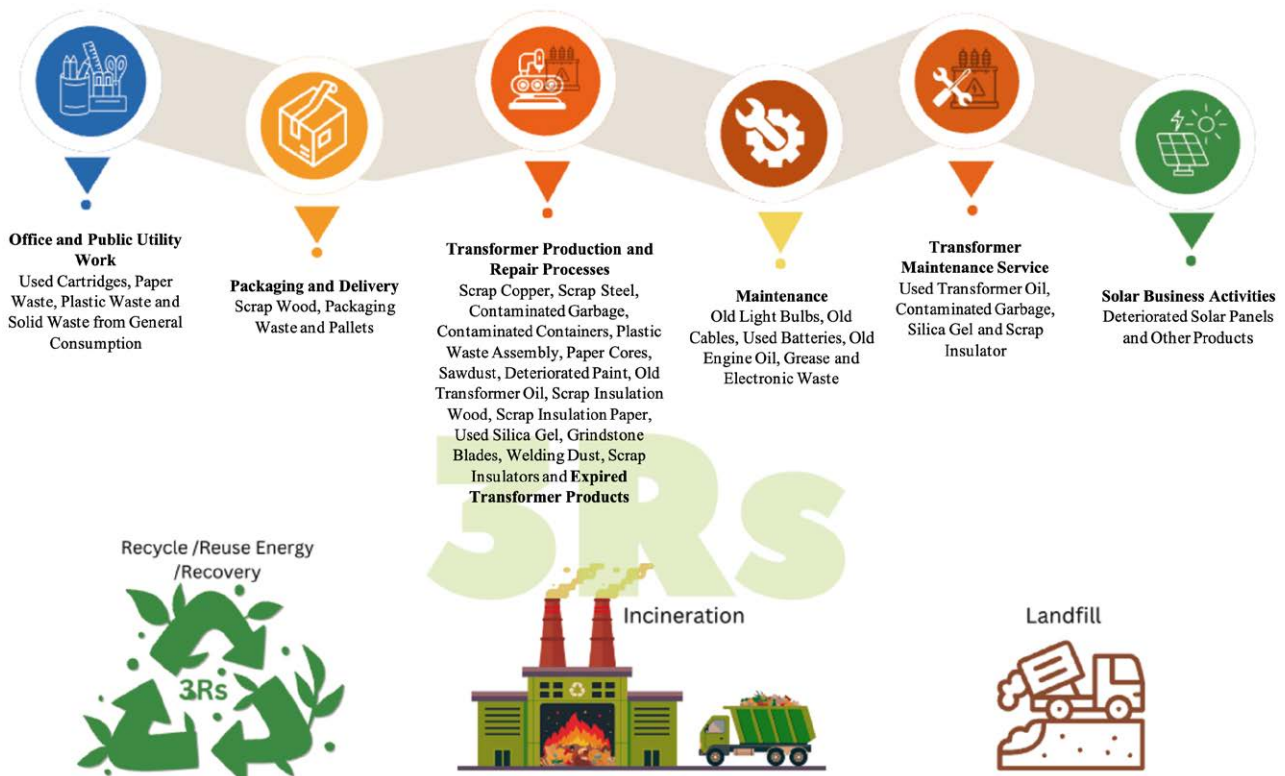 Office and Public Utility
Work
Used Cartridges, Paper
Waste, Plastic Waste and
Solid Waste from General
Consumption
Packaging and Delivery
Scrap Wood, Packaging
Waste and Pallets
Transformer Production and
Repair Processes
Scrap Copper, Scrap Steel,
Contaminated Garbage,
Contaminated Containers, Plastic
Waste Assembly, Paper Cores,
Sawdust, Deteriorated Paint, Old
Transformer Oil, Scrap Insulation
Wood, Scrap Insulation Paper,
Used Silica Gel, Grindstone
Blades, Welding Dust, Scrap
Insulators and Expired
Transformer Products
Maintenance
Old Light Bulbs, Old
Cables, Used Batteries, Old
Engine Oil, Grease and
Electronic Waste
Transformer
Maintenance Service
Used Transformer Oil,
Contaminated Garbage,
Silica Gel and Scrap
Insulator
Solar Business Activities
Deteriorated Solar Panels
and Other Products
3Rs
Recycle /Reuse Energy
/Recovery
3Rs
Incineration
Landfill